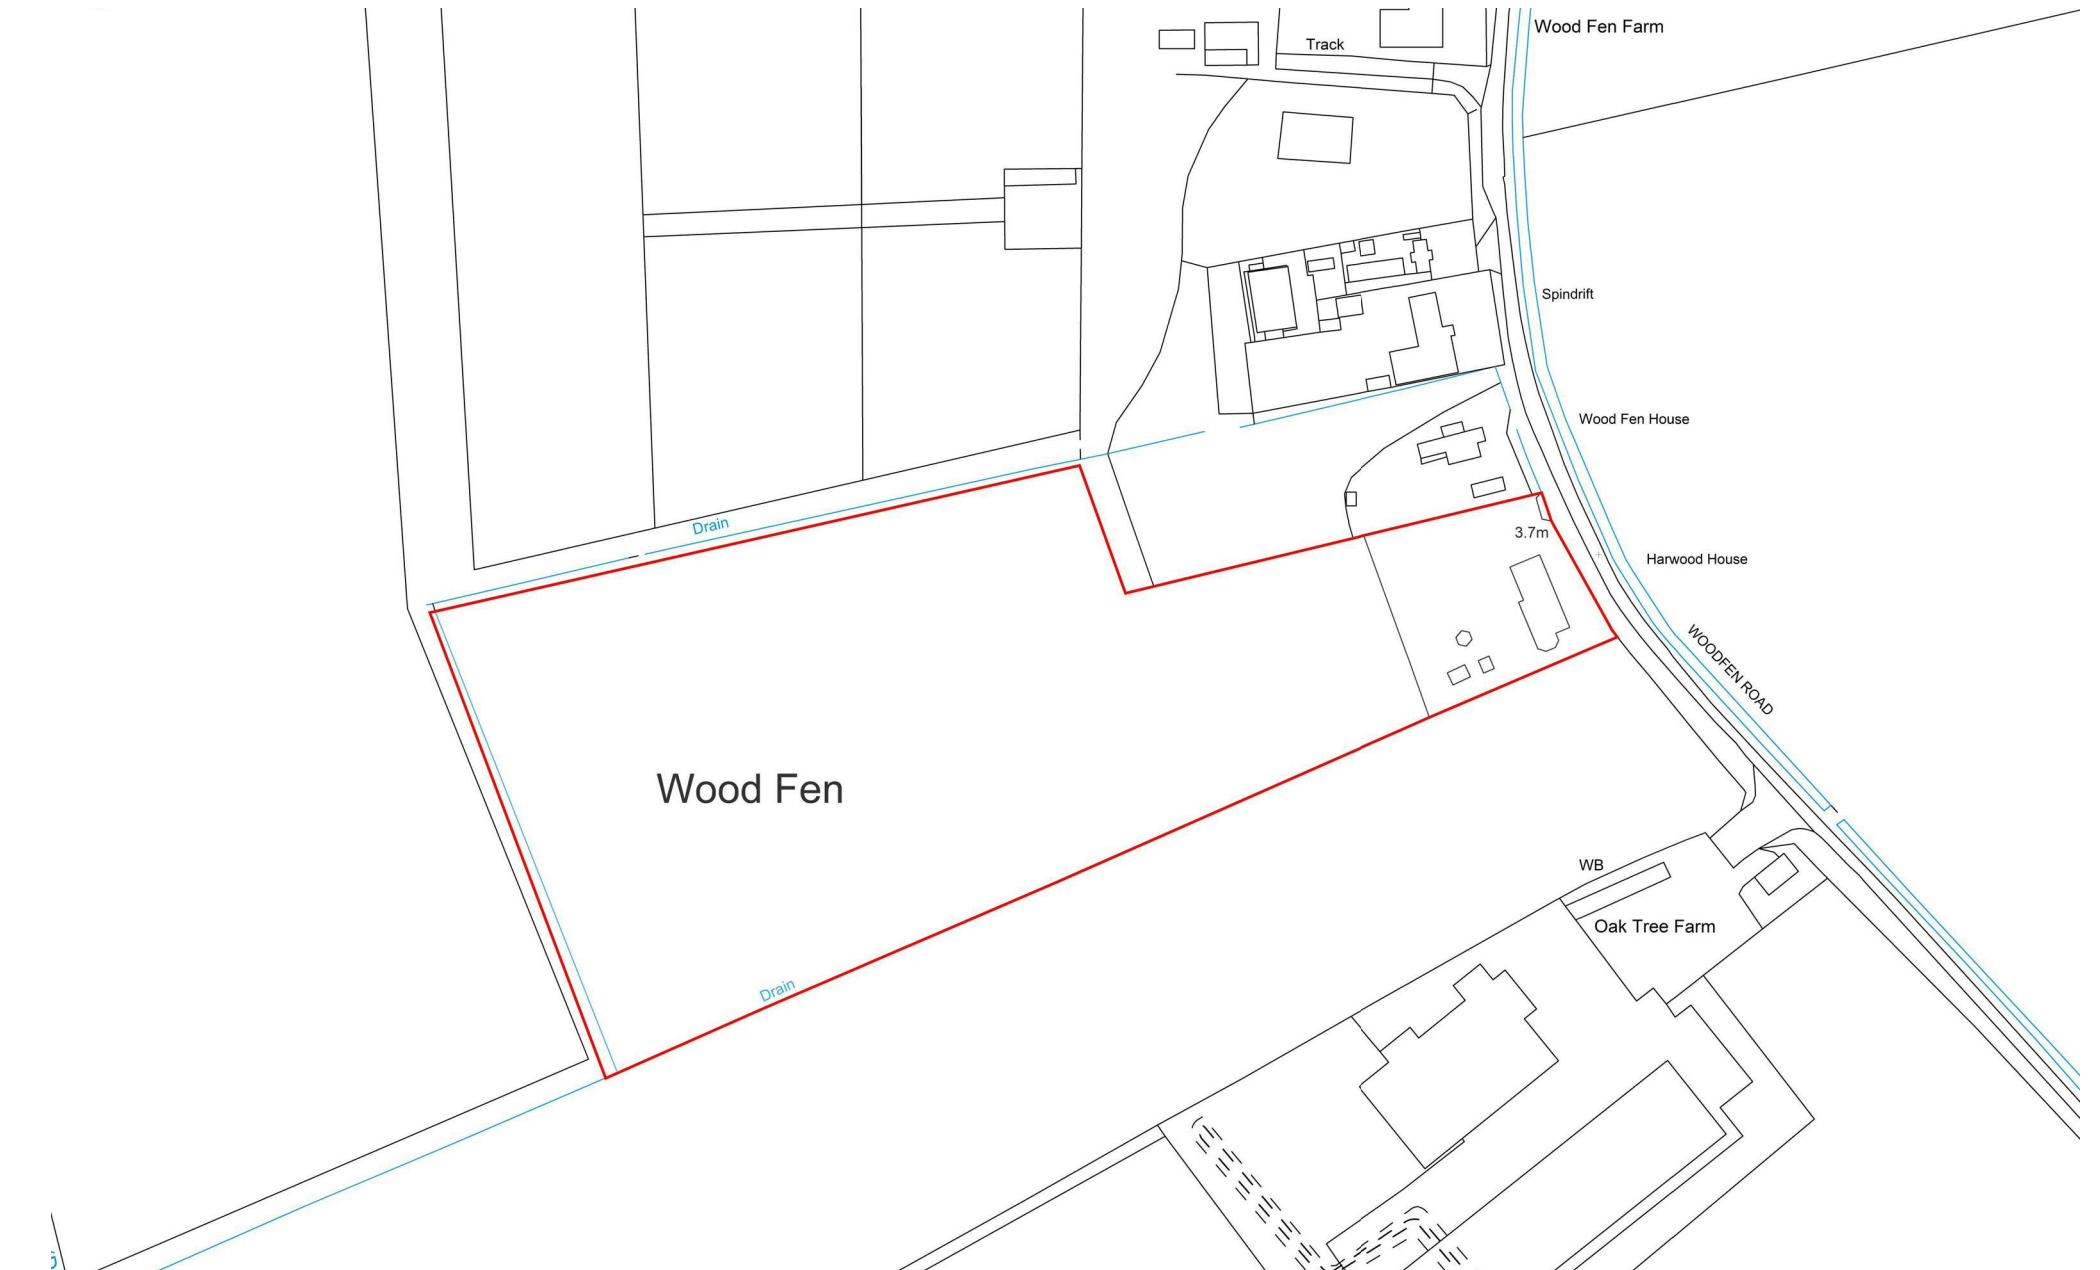 Wood Fen Farm
Track
Spindrift
Wood Fen House
Drain
3.7m
Harwood House
WOODFEN ROAD
Wood Fen
WB
Oak Tree Farm
Drain